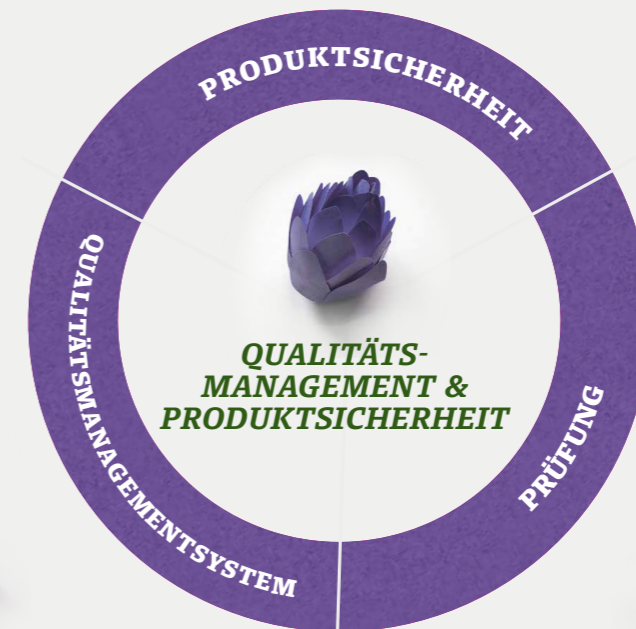 PRODUKTSICHERHEIT
QUALITÄTSMANAGEMENTSYSTEM
QUALITÄTS-
MANAGEMENT &
PRODUKTSICHERHEIT
PRÜFUNG